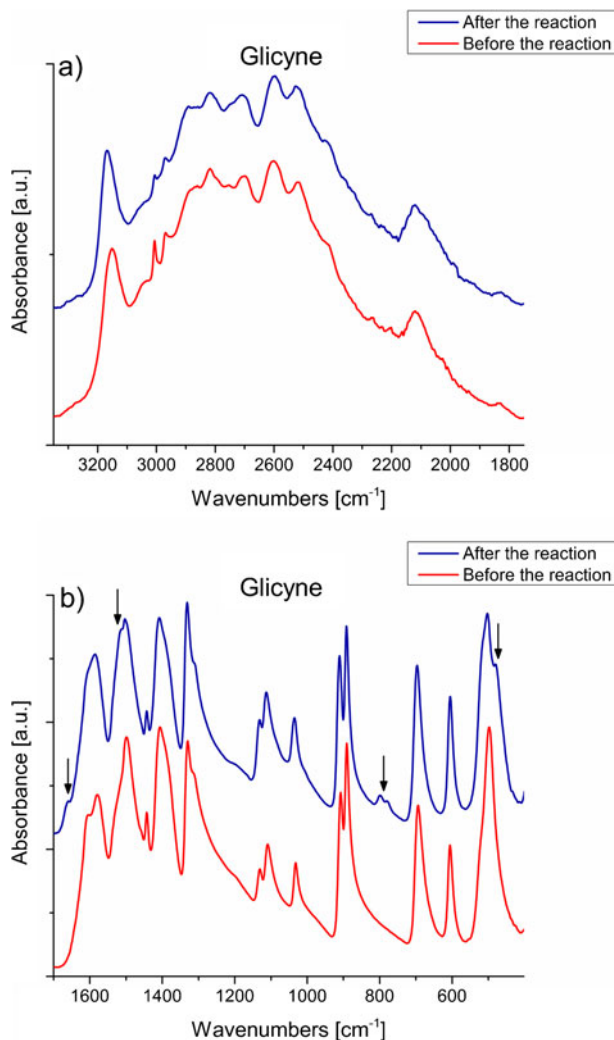 After the reaction
Before the reaction
a)
Glicyne
Absorbance [a.u.]
3200 3000 2800 2600 2400 2200 2000 1800
Wavenumbers [cm⁻¹]
After the reaction
Before the reaction
b)
Glicyne
Absorbance [a.u.]
1600 1400 1200 1000 800 600
Wavenumbers [cm⁻¹]